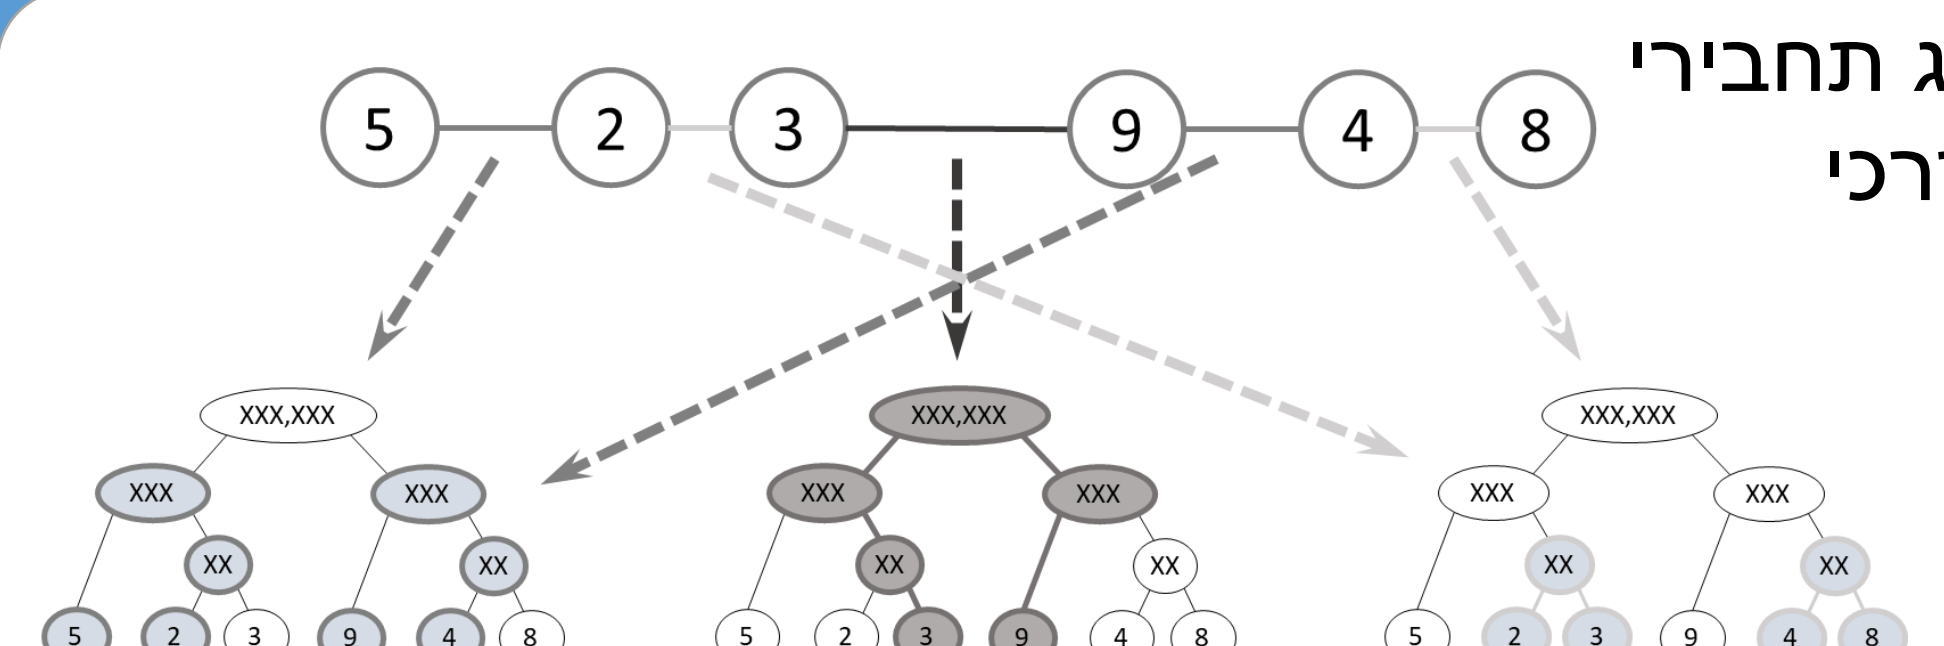 ג תחבירי
רכי
5 2 3 9 4 8
XXX,XXX XXX,XXX XXX,XXX
XXX XXX XXX XXX XXX XXX
XX XX XX XX XX XX
5 2 3 9 4 8 5 2 3 9 4 8 5 2 3 9 4 8